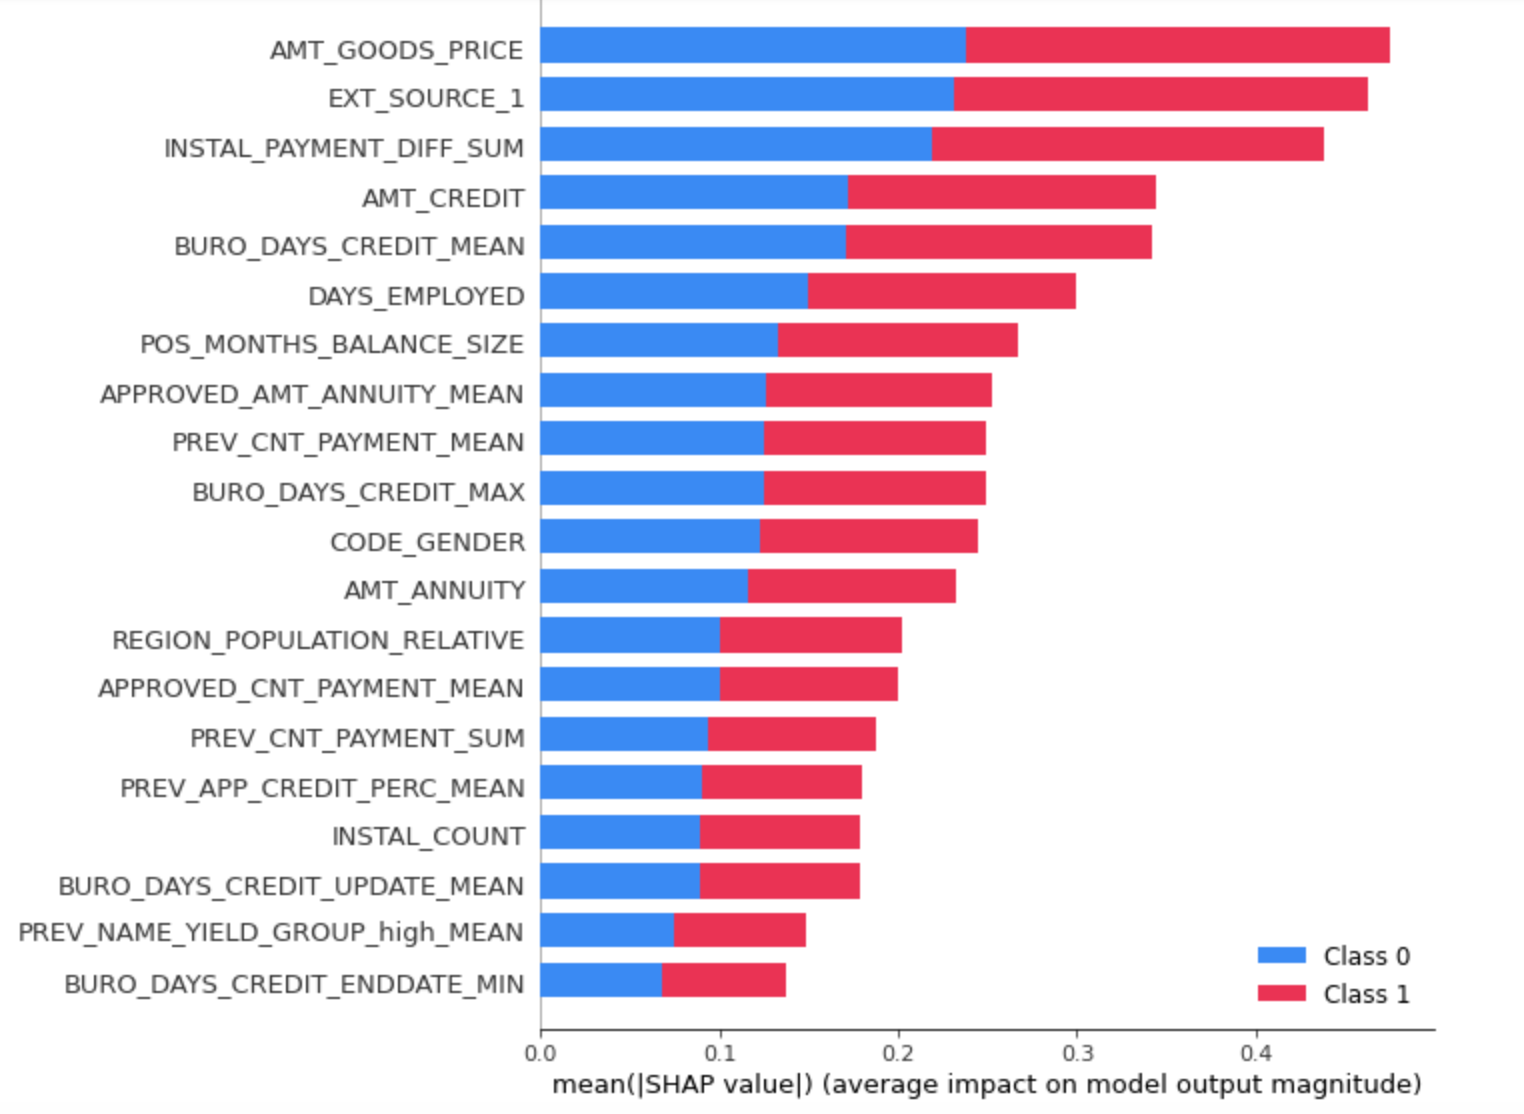 AMT_GOODS_PRICE
EXT_SOURCE_1
INSTAL_PAYMENT_DIFF_SUM
AMT_CREDIT
BURO_DAYS_CREDIT_MEAN
DAYS_EMPLOYED
POS_MONTHS_BALANCE_SIZE
APPROVED_AMT_ANNUITY_MEAN
PREV_CNT_PAYMENT_MEAN
BURO_DAYS_CREDIT_MAX
CODE_GENDER
AMT_ANNUITY
REGION_POPULATION_RELATIVE
APPROVED_CNT_PAYMENT_MEAN
PREV_CNT_PAYMENT_SUM
PREV_APP_CREDIT_PERC_MEAN
INSTAL_COUNT
BURO_DAYS_CREDIT_UPDATE_MEAN
PREV_NAME_YIELD_GROUP_high_MEAN
BURO_DAYS_CREDIT_ENDDATE_MIN
Class 0
Class 1
0.0 0.1 0.2 0.3 0.4
mean(|SHAP value|) (average impact on model output magnitude)